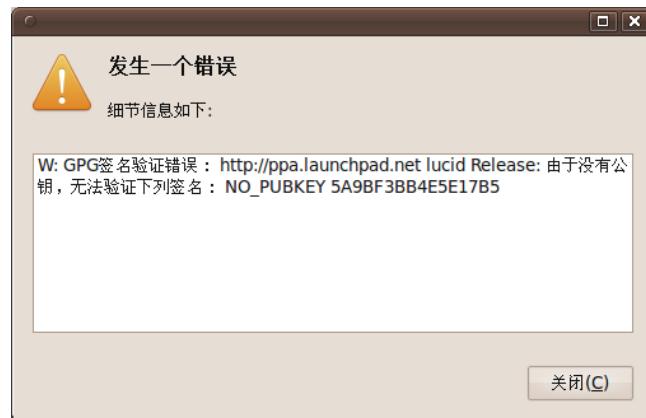 发生一个错误
细节信息如下:
W: GPG签名验证错误： http://ppa.launchpad.net lucid Release: 由于没有公
钥，无法验证下列签名： NO_PUBKEY 5A9BF3BB4E5E17B5
关闭(C)